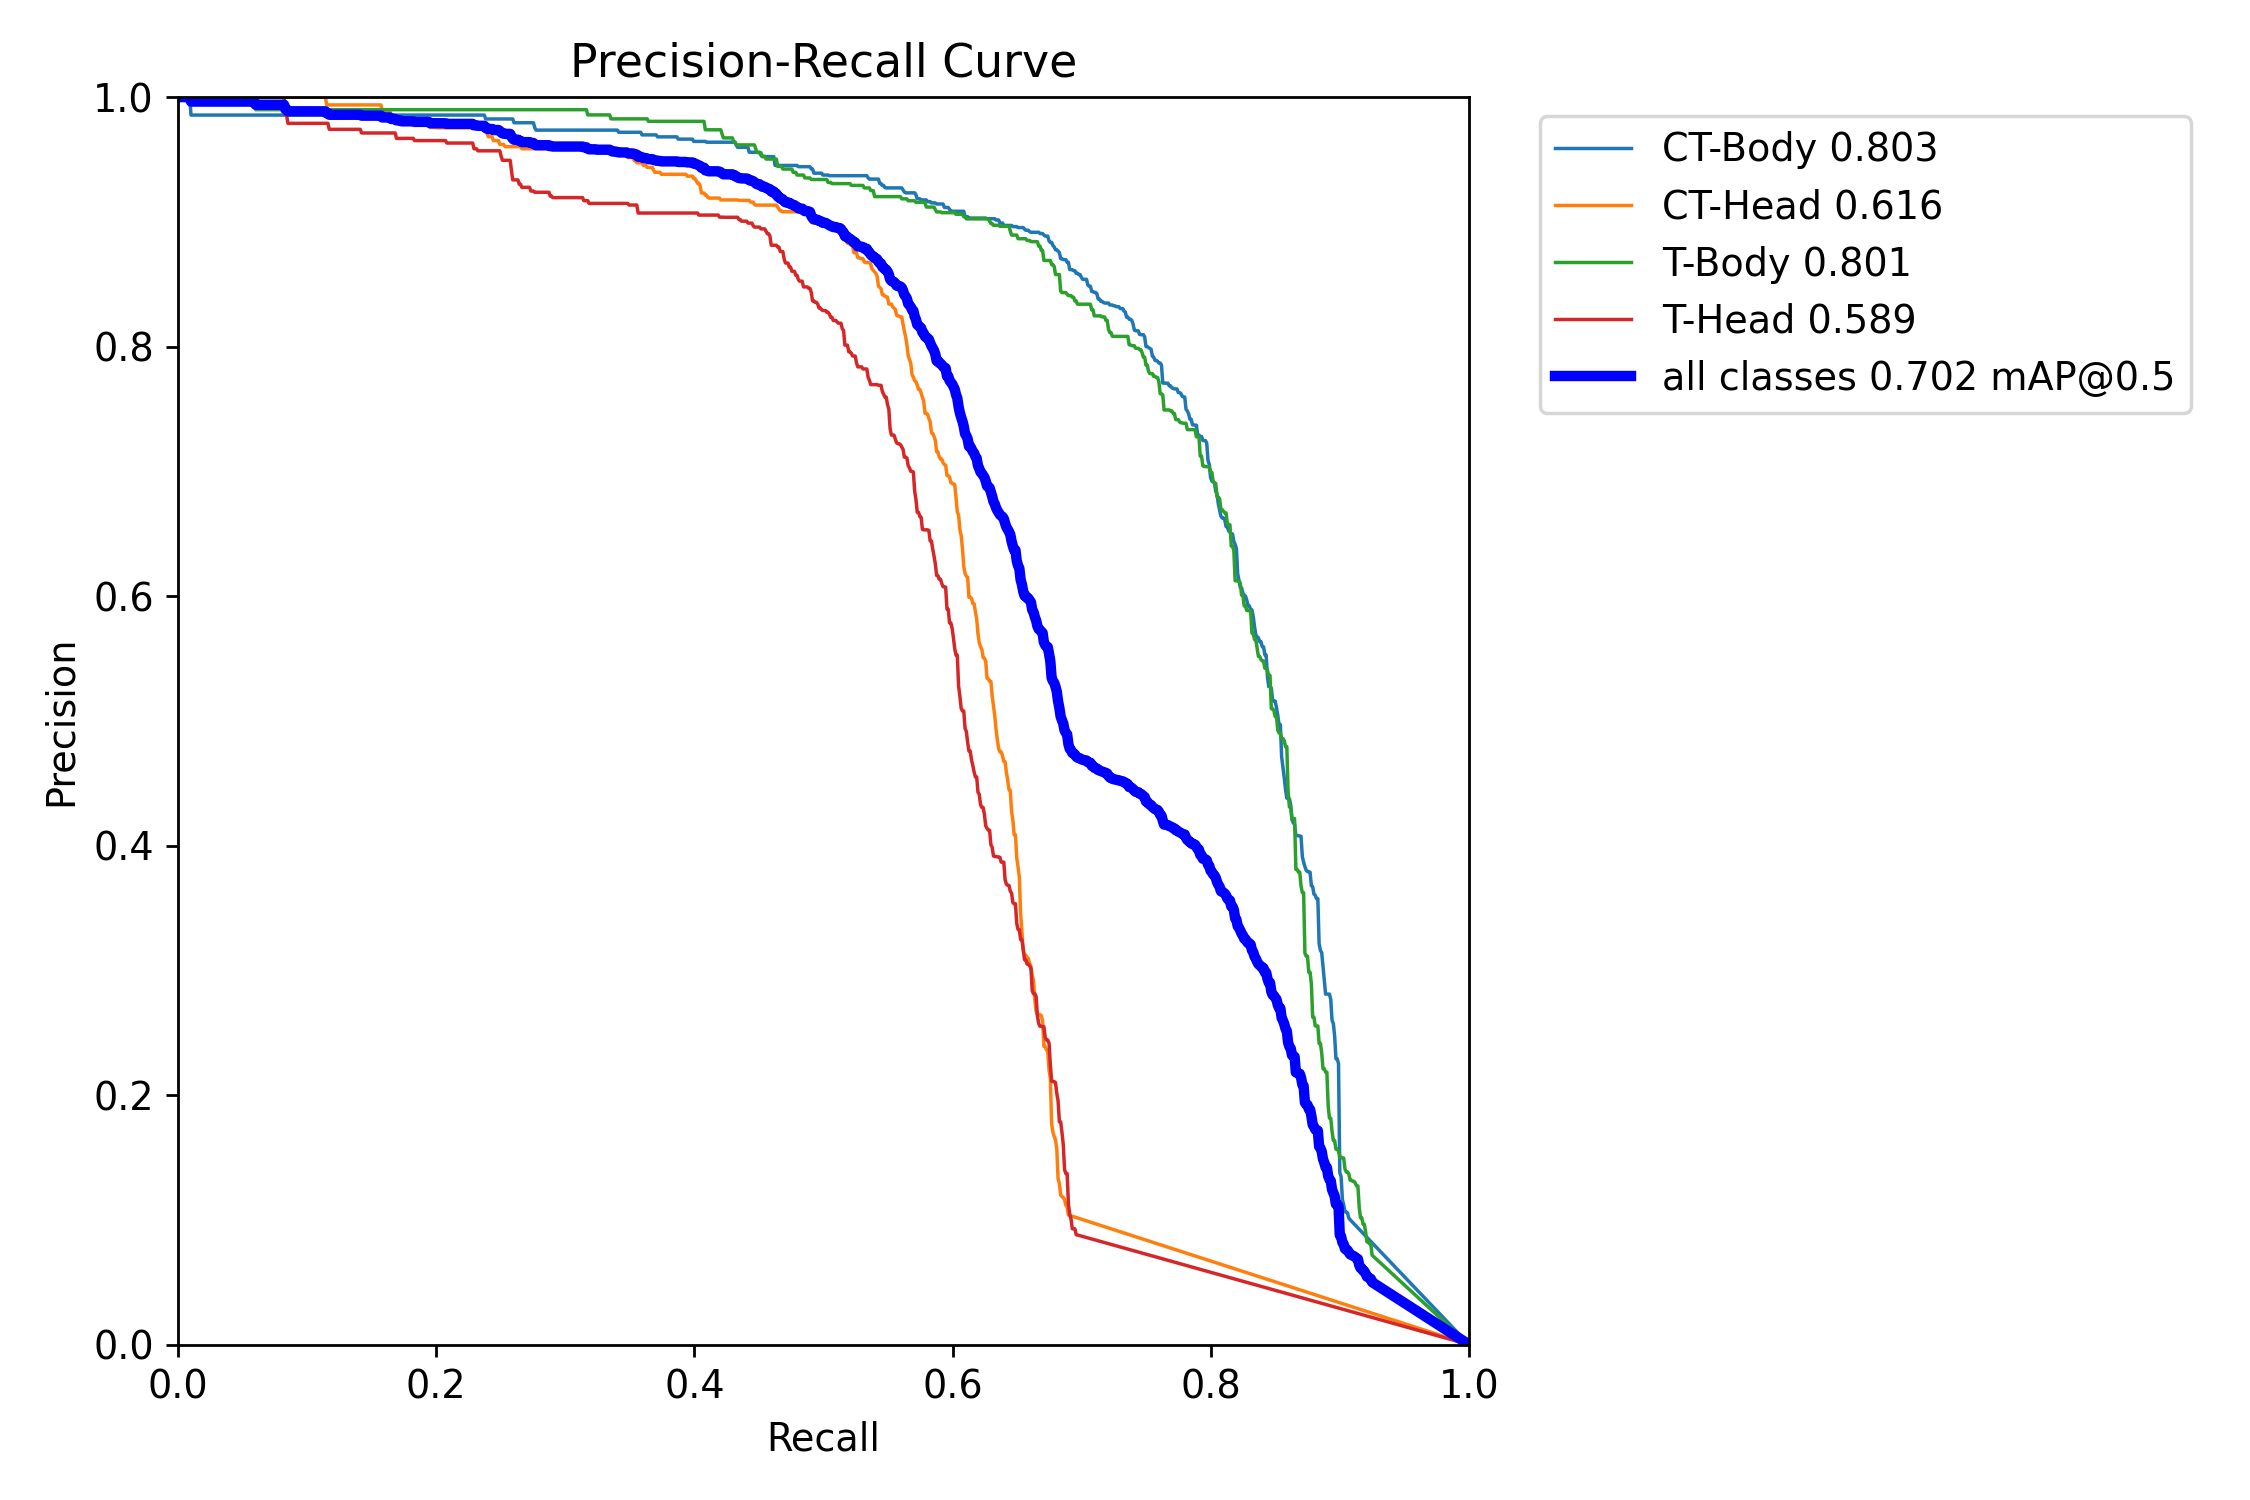 Precision-Recall Curve
1.0
0.8
0.6
0.4
0.2
0.0
Precision
0.0 0.2 0.4 0.6 0.8 1.0
Recall
CT-Body 0.803
CT-Head 0.616
T-Body 0.801
T-Head 0.589
all classes 0.702 mAP@0.5